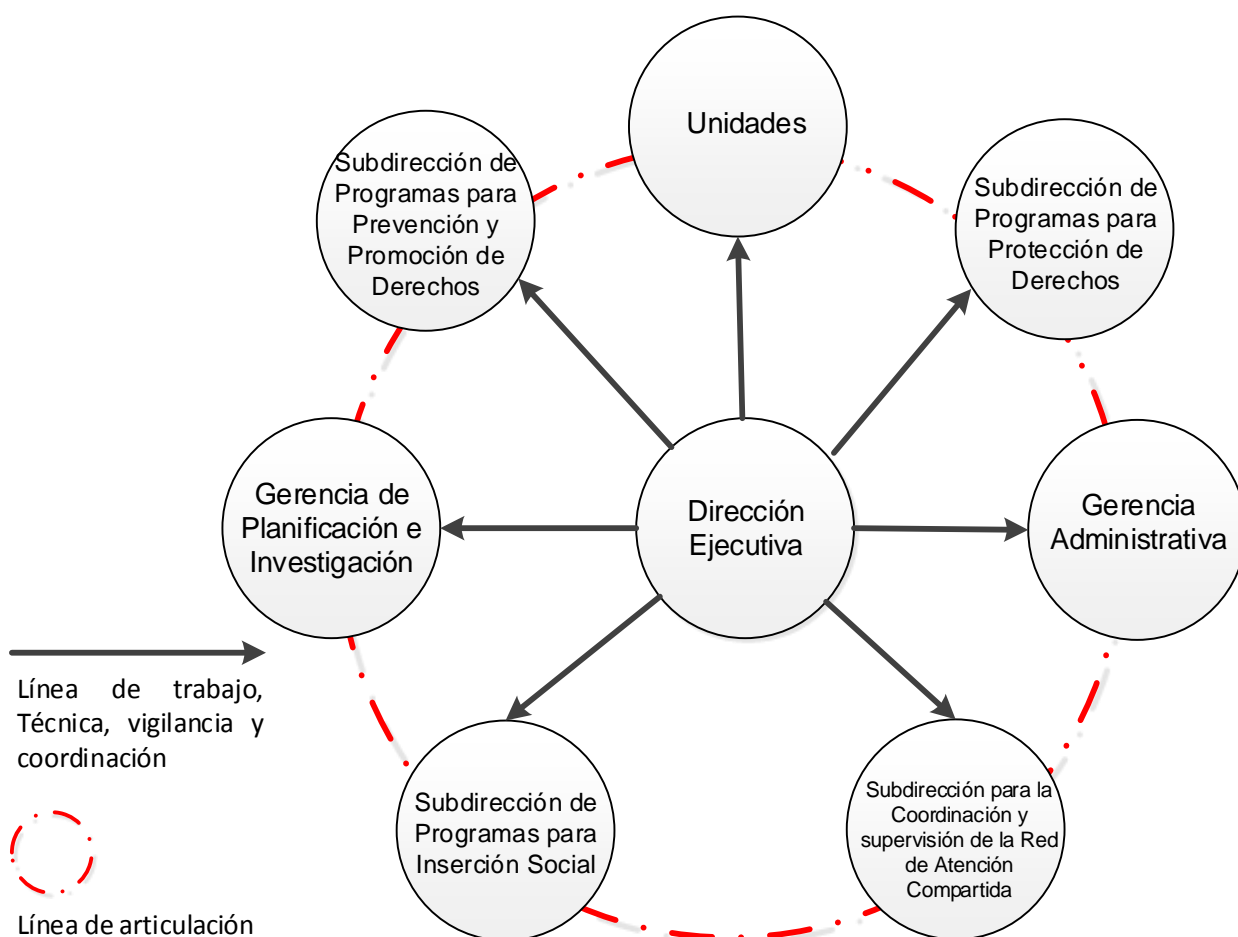 Unidades
Subdirección de
Programas para
Prevención y
Promoción de
Derechos
Subdirección de
Programas para
Protección de
Derechos
Gerencia de
Planificación e
Investigación
Dirección
Ejecutiva
Gerencia
Administrativa
Línea de trabajo,
Técnica, vigilancia y
coordinación
Subdirección de
Programas para
Inserción Social
Subdirección para la
Coordinación y
supervisión de la Red
de Atención
Compartida
Línea de articulación